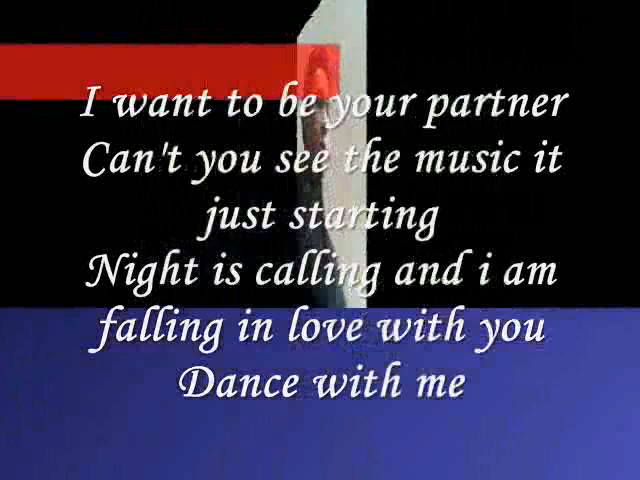 I want to be your partner
Can't you see the music it
just starting
Night is calling and i am
falling in love with you
Dance with me